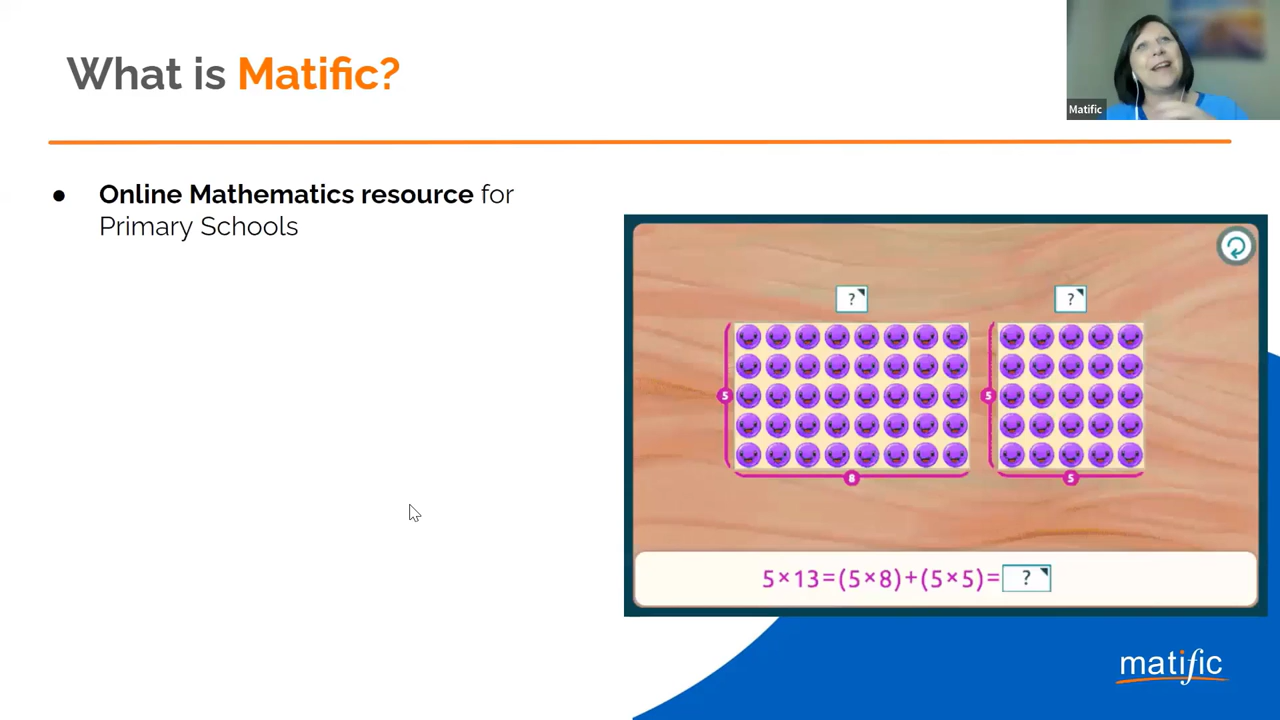 What is Matific?
Matific
● Online Mathematics resource for
Primary Schools
? ?
5 5
8 5
5×13=(5×8)+(5×5)= ?
matific